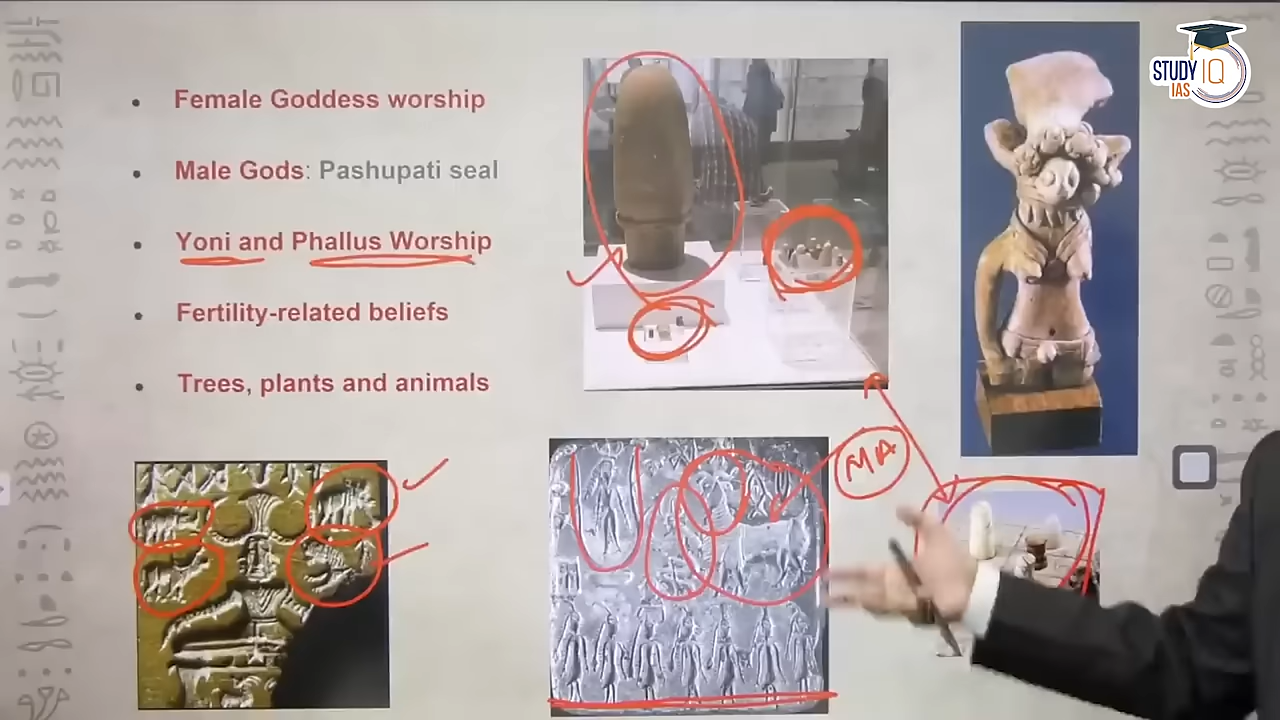 Female Goddess worship
Male Gods: Pashupati seal
Yoni and Phallus Worship
Fertility-related beliefs
Trees, plants and animals
MA
STUDY IQ
IAS